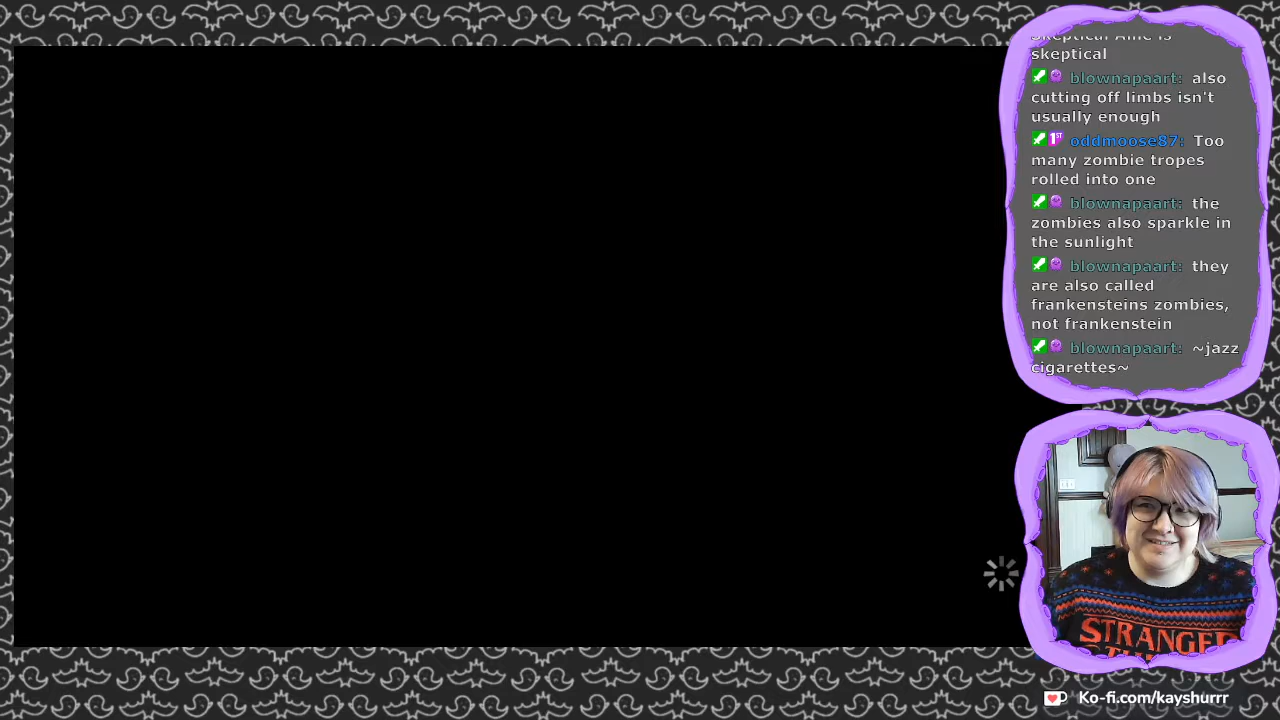 skeptical
blownapaart: also
cutting off limbs isn't
usually enough
oddmoose87: Too
many zombie tropes
rolled into one
blownapaart: the
zombies also sparkle in
the sunlight
blownapaart: they
are also called
frankensteins zombies,
not frankenstein
blownapaart: ~jazz
cigarettes~
STRANGER
Ko-fi.com/kayshurrr